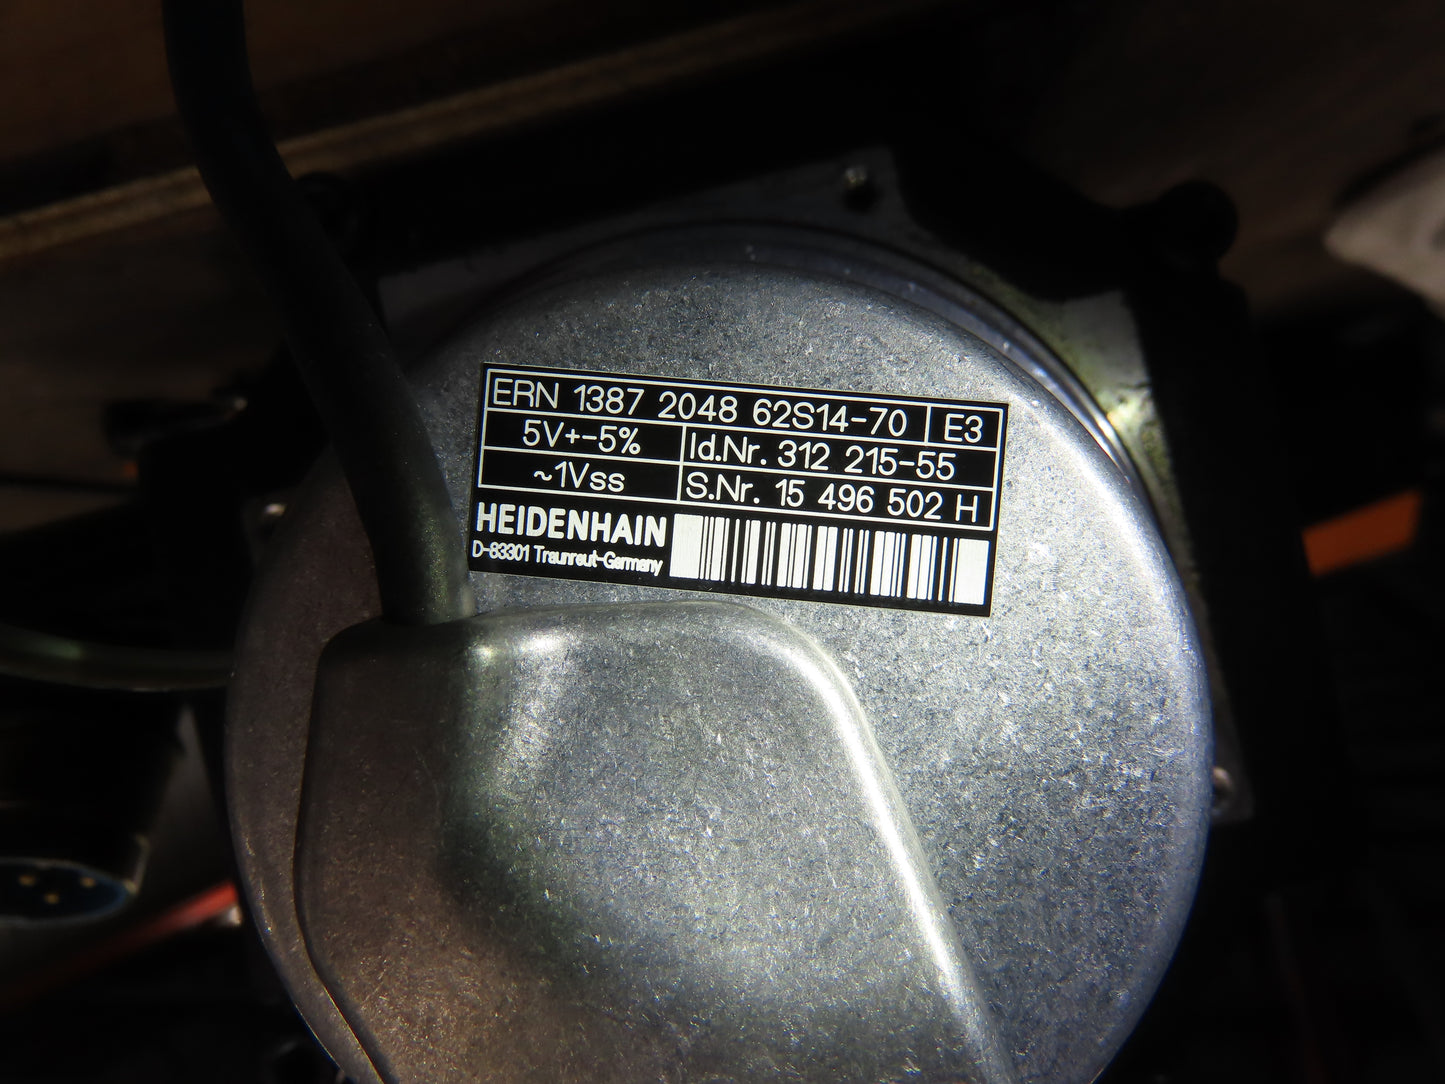 ERN 1387 2048 62S14-70 E3
5V+-5% Id.Nr. 312 215-55
~1Vss S.Nr. 15 496 502 H
HEIDENHAIN
D-83301 Traunreut-Germany